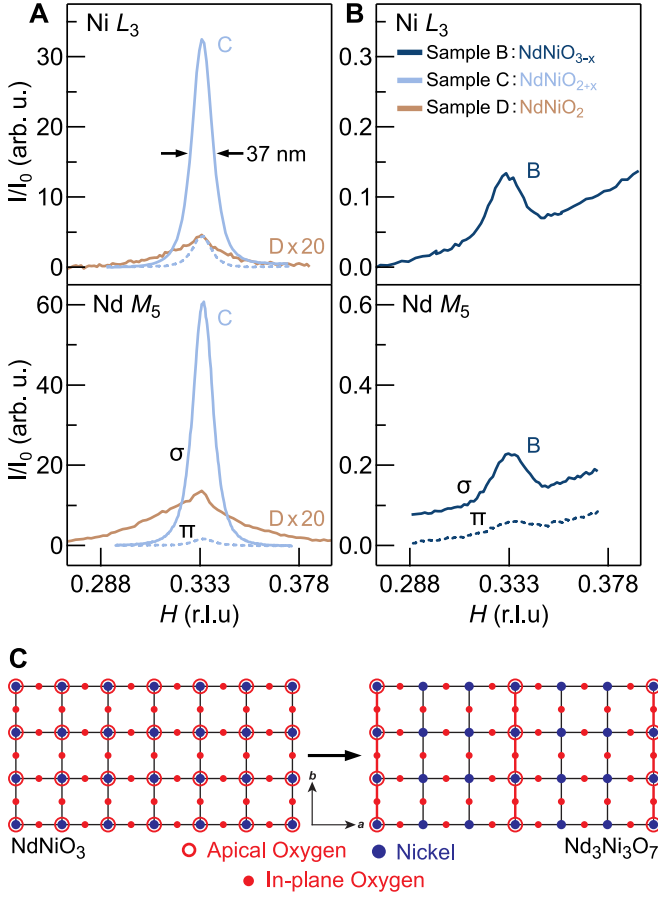 A
Ni L₃
C
37 nm
D x 20
30
20
10
0
I/I₀ (arb. u.)
Nd M₅
C
σ
π
D x 20
60
40
20
0
I/I₀ (arb. u.)
0.288
0.333
0.378
H (r.l.u)
B
Ni L₃
Sample B : NdNiO₃₋ₓ
Sample C : NdNiO₂₊ₓ
Sample D : NdNiO₂
B
0.3
0.2
0.1
0.0
Nd M₅
B
σ
π
0.6
0.4
0.2
0.0
0.288
0.333
0.378
H (r.l.u)
C
b
a
NdNiO₃
Nd₃Ni₃O₇
Apical Oxygen
Nickel
In-plane Oxygen